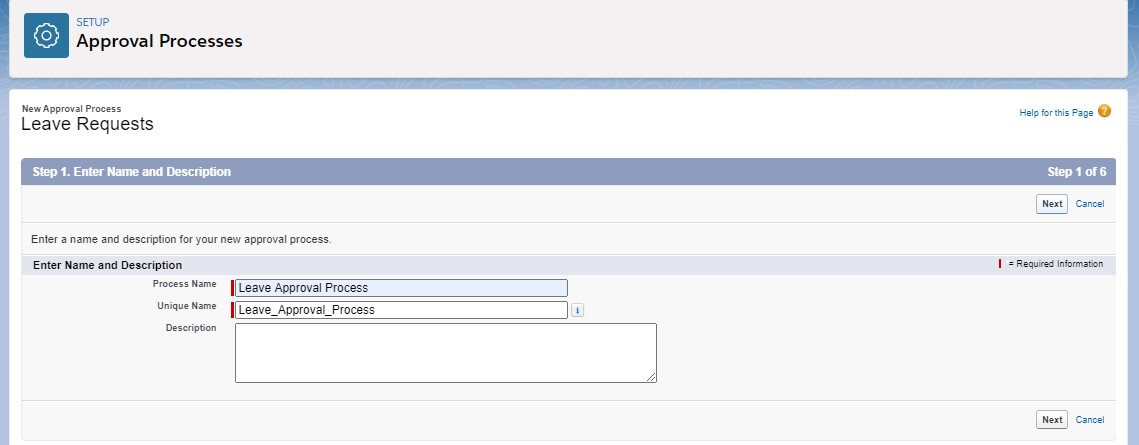 SETUP
Approval Processes
New Approval Process
Leave Requests
Help for this Page ?
Step 1. Enter Name and Description Step 1 of 6
Next Cancel
Enter a name and description for your new approval process.
Enter Name and Description = Required Information
Process Name Leave Approval Process
Unique Name Leave_Approval_Process i
Description
Next Cancel